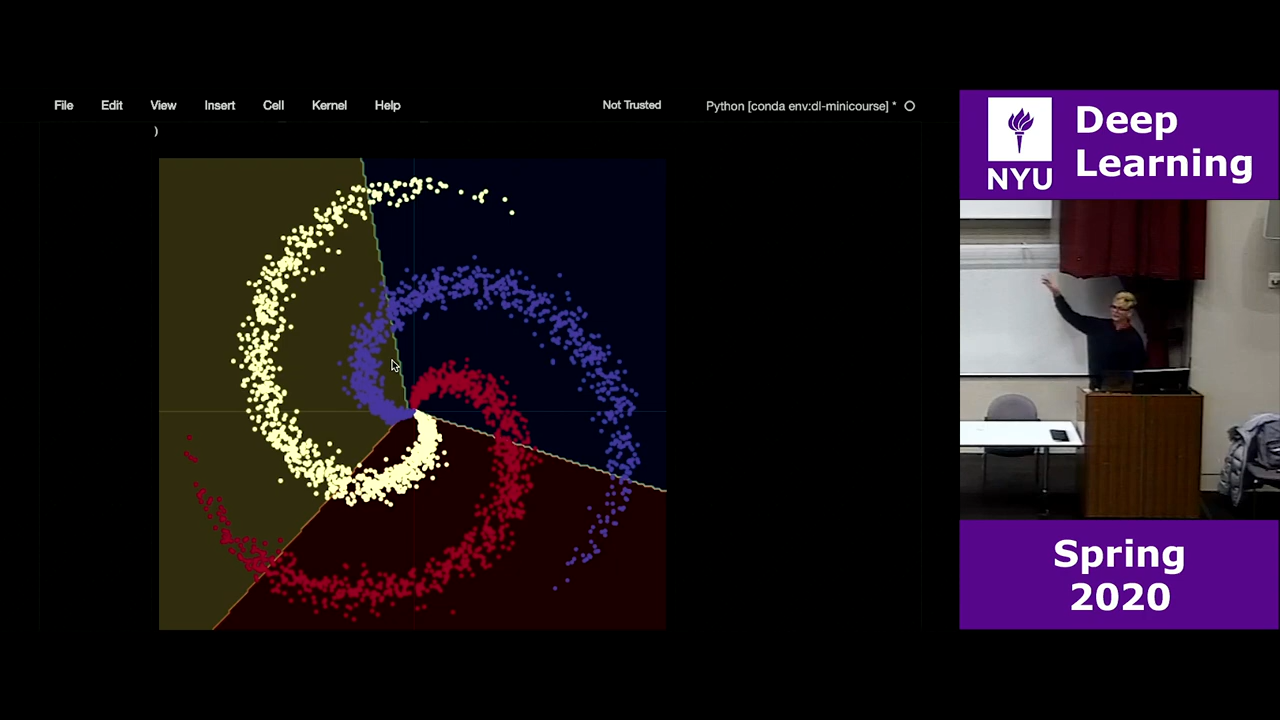 File Edit View Insert Cell Kernel Help Not Trusted Python [conda env:dl-minicourse] *
)
NYU
Deep
Learning
Spring
2020